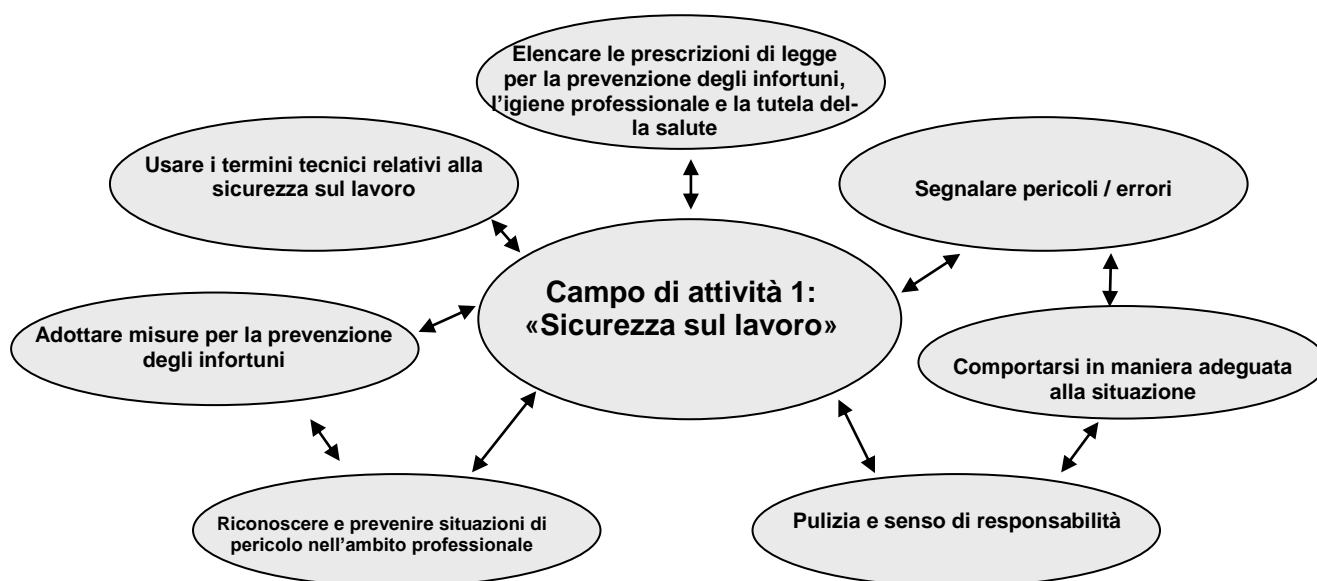 Elencare le prescrizioni di legge
per la prevenzione degli infortuni,
l'igiene professionale e la tutela del-
la salute
Usare i termini tecnici relativi alla
sicurezza sul lavoro
Segnalare pericoli / errori
Campo di attività 1:
«Sicurezza sul lavoro»
Adottare misure per la prevenzione
degli infortuni
Comportarsi in maniera adeguata
alla situazione
Riconoscere e prevenire situazioni di
pericolo nell'ambito professionale
Pulizia e senso di responsabilità